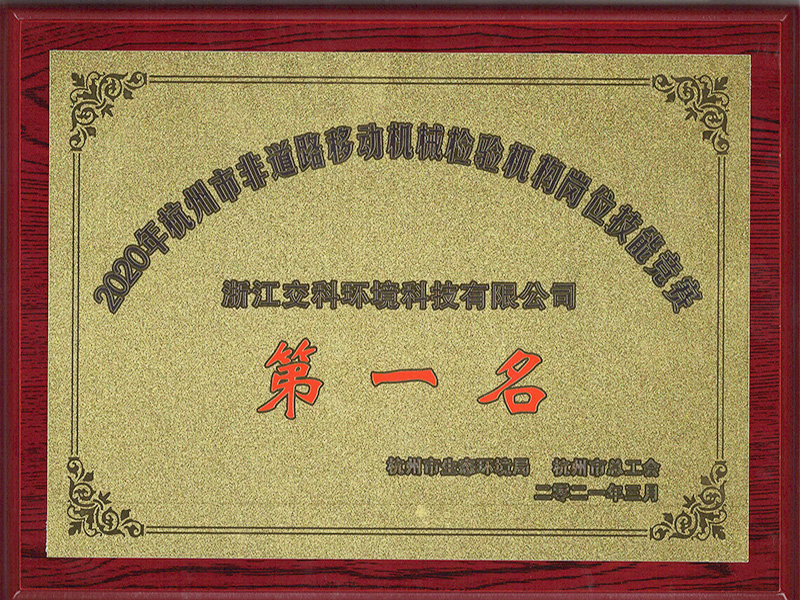 2020年杭州市非道路移动机械检验机构岗位技能竞赛
浙江交科环境科技有限公司
第一名
杭州市生态环境局 杭州市总工会
二零二一年三月